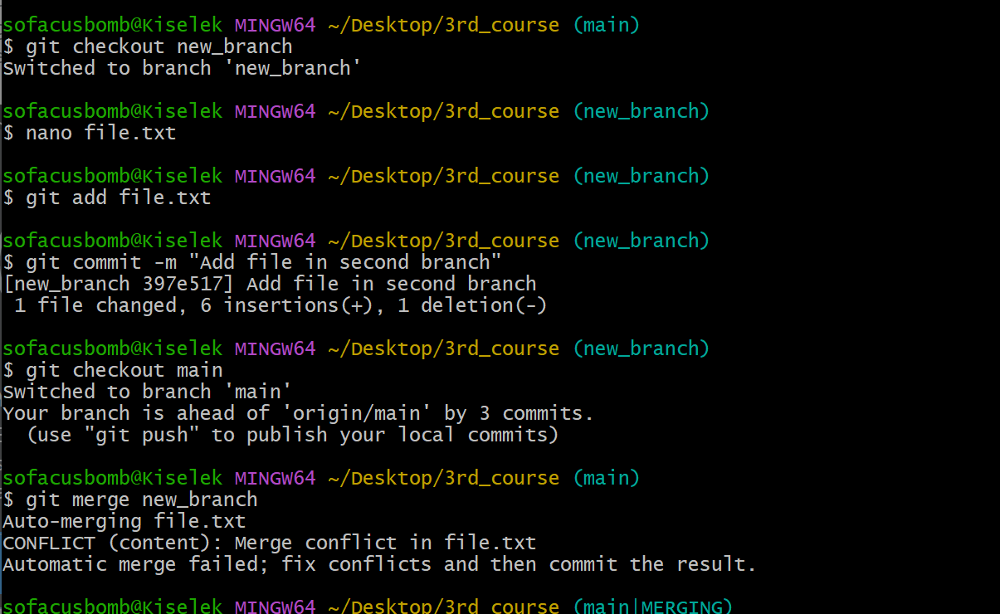 sofacusbomb@Kiselek MINGW64 ~/Desktop/3rd_course (main)
$ git checkout new_branch
Switched to branch 'new_branch'
sofacusbomb@Kiselek MINGW64 ~/Desktop/3rd_course (new_branch)
$ nano file.txt
sofacusbomb@Kiselek MINGW64 ~/Desktop/3rd_course (new_branch)
$ git add file.txt
sofacusbomb@Kiselek MINGW64 ~/Desktop/3rd_course (new_branch)
$ git commit -m "Add file in second branch"
[new_branch 397e517] Add file in second branch
 1 file changed, 6 insertions(+), 1 deletion(-)
sofacusbomb@Kiselek MINGW64 ~/Desktop/3rd_course (new_branch)
$ git checkout main
Switched to branch 'main'
Your branch is ahead of 'origin/main' by 3 commits.
  (use "git push" to publish your local commits)
sofacusbomb@Kiselek MINGW64 ~/Desktop/3rd_course (main)
$ git merge new_branch
Auto-merging file.txt
CONFLICT (content): Merge conflict in file.txt
Automatic merge failed; fix conflicts and then commit the result.
sofacusbomb@Kiselek MINGW64 ~/Desktop/3rd_course (main|MERGING)